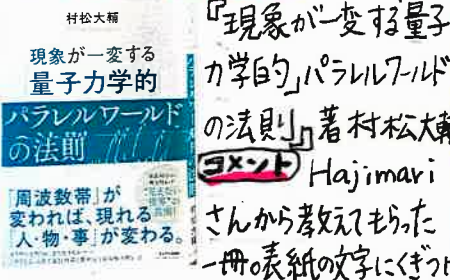 村松大輔
現象が一変する
量子力学的
パラレルワールド
の法則
「周波数帯」が
変われば、現れる
「人・物・事」が変わる。
『現象が一変する量子
力学的」パラレルワールド
の法則』著村松大輔
コメント Hajimari
さんから教えてもらった
一冊。表紙の文字にくぎつけ